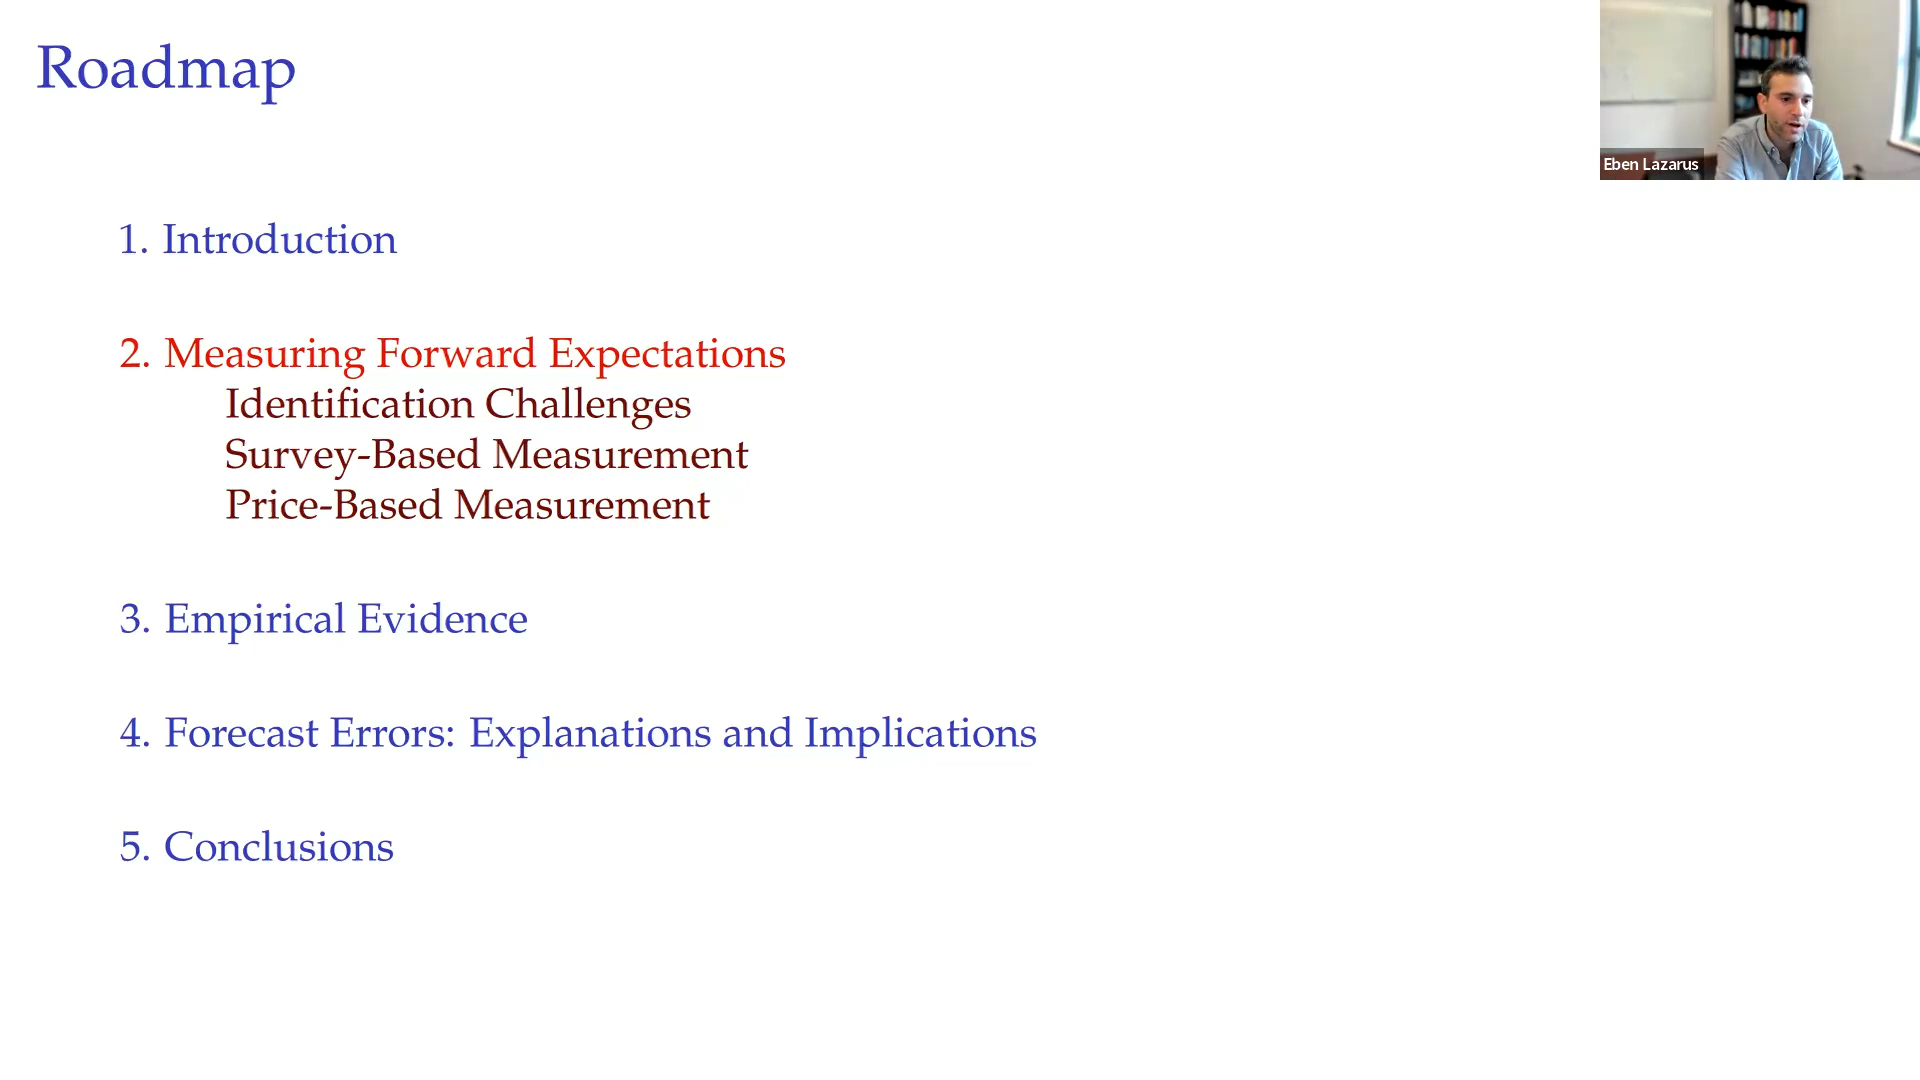 Roadmap
Eben Lazarus
1. Introduction
2. Measuring Forward Expectations
Identification Challenges
Survey-Based Measurement
Price-Based Measurement
3. Empirical Evidence
4. Forecast Errors: Explanations and Implications
5. Conclusions